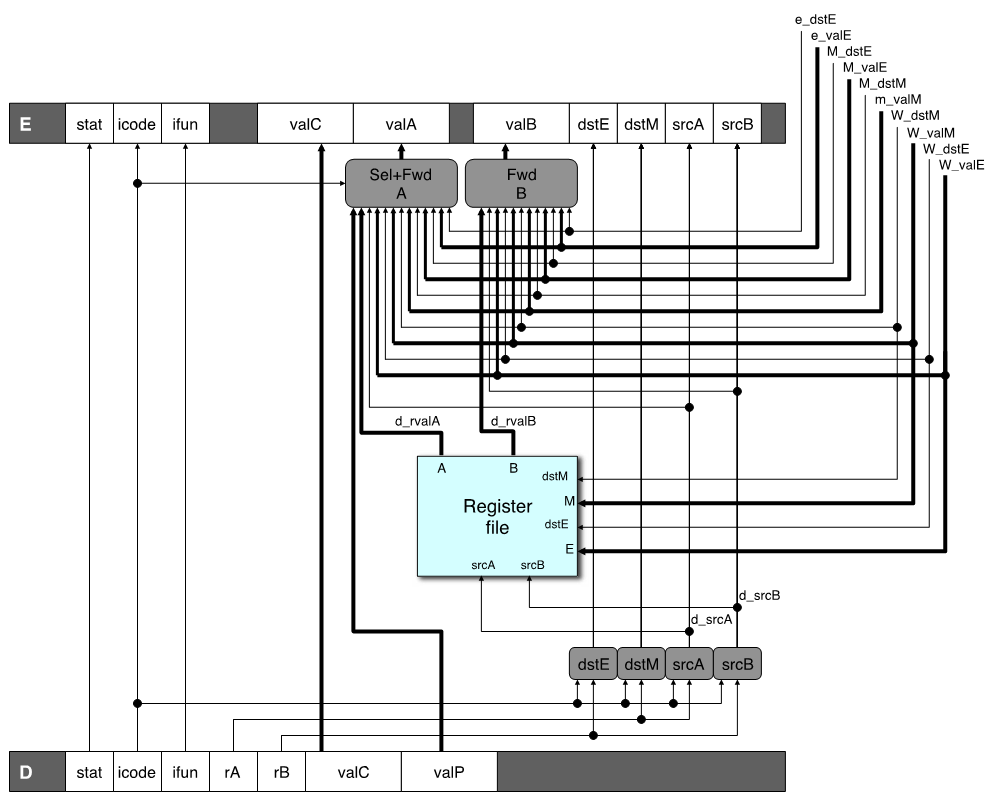 e_dstE
e_valE
M_dstE
M_valE
M_dstM
m_valM
W_dstM
W_valM
W_dstE
W_valE
E stat icode ifun valC valA valB dstE dstM srcA srcB
Sel+Fwd
A
Fwd
B
d_rvalA d_rvalB
A B
dstM
M
Register
file
dstE
E
srcA srcB
d_srcB
d_srcA
dstE dstM srcA srcB
D stat icode ifun rA rB valC valP